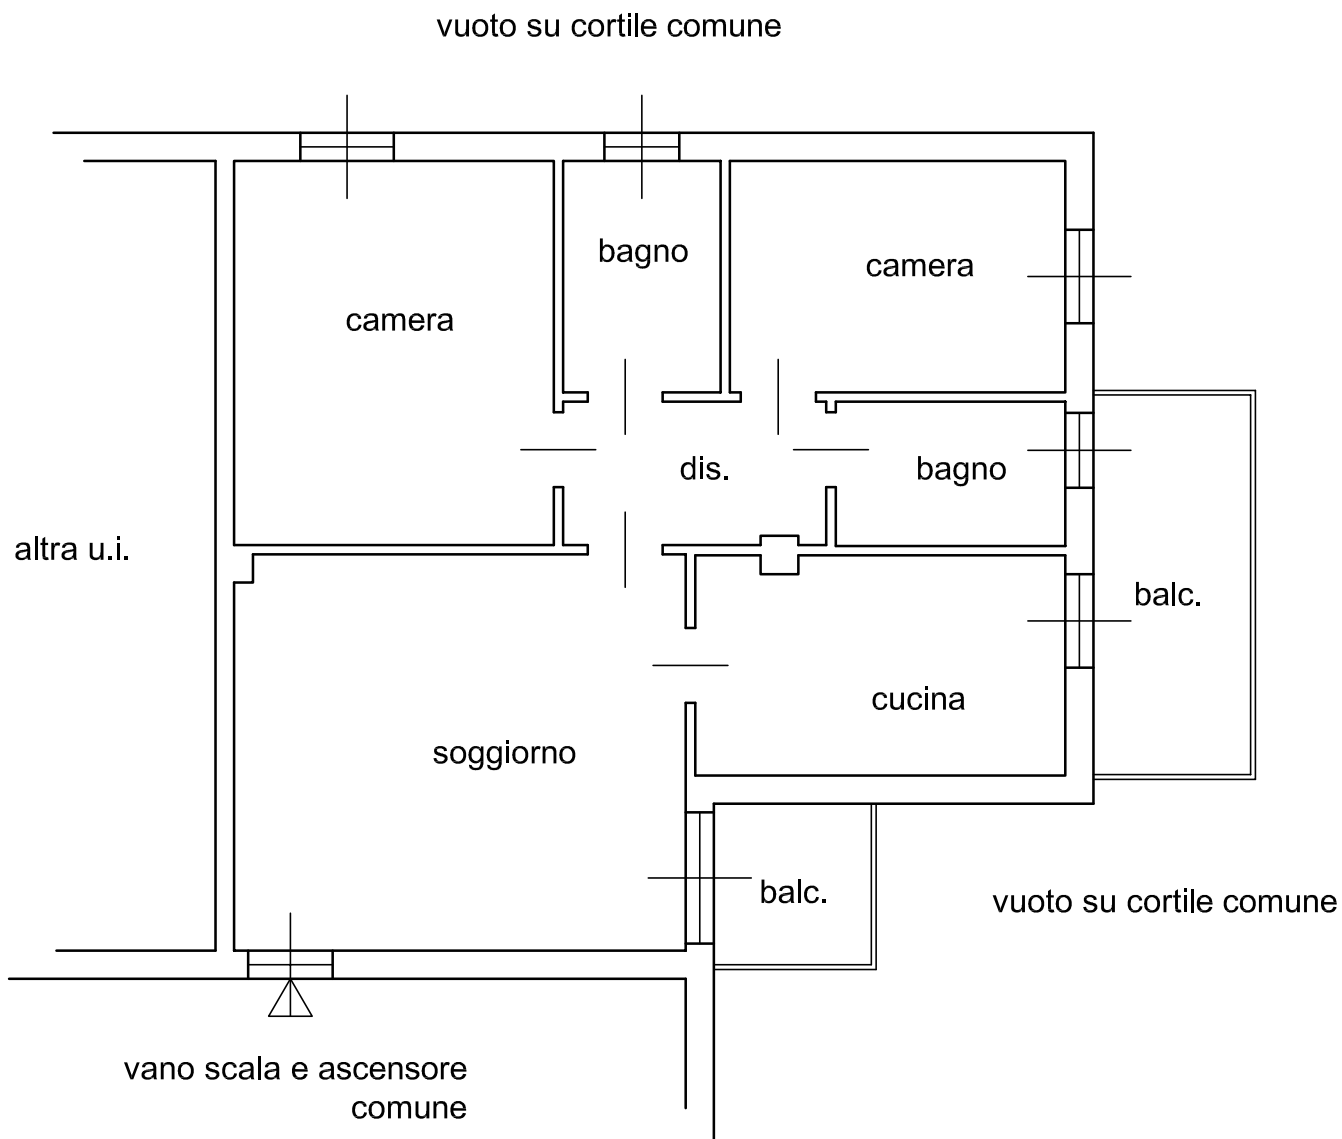 vuoto su cortile comune
bagno
camera
camera
dis.
bagno
altra u.i.
balc.
cucina
soggiorno
balc.
vuoto su cortile comune
vano scala e ascensore
comune